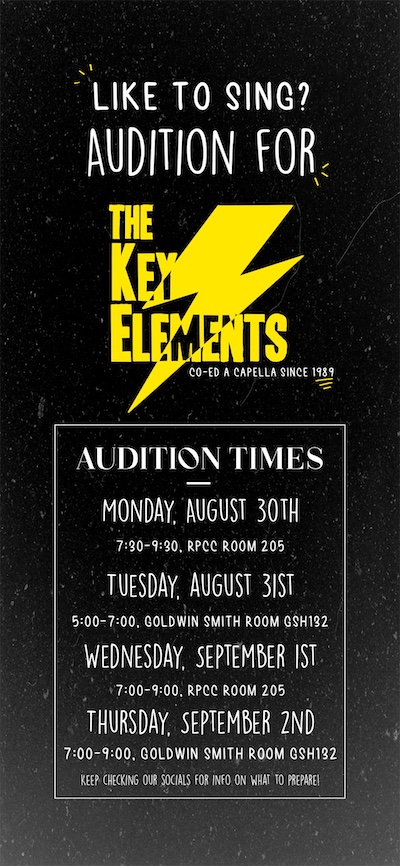 LIKE TO SING?
AUDITION FOR
THE
KEY
ELEMENTS
CO-ED A CAPELLA SINCE 1989
AUDITION TIMES
MONDAY, AUGUST 30TH
7:30-9:30, RPCC ROOM 205
TUESDAY, AUGUST 31ST
5:00-7:00, GOLDWIN SMITH ROOM GSH132
WEDNESDAY, SEPTEMBER 1ST
7:00-9:00, RPCC ROOM 205
THURSDAY, SEPTEMBER 2ND
7:00-9:00, GOLDWIN SMITH ROOM GSH132
KEEP CHECKING OUR SOCIALS FOR INFO ON WHAT TO PREPARE!